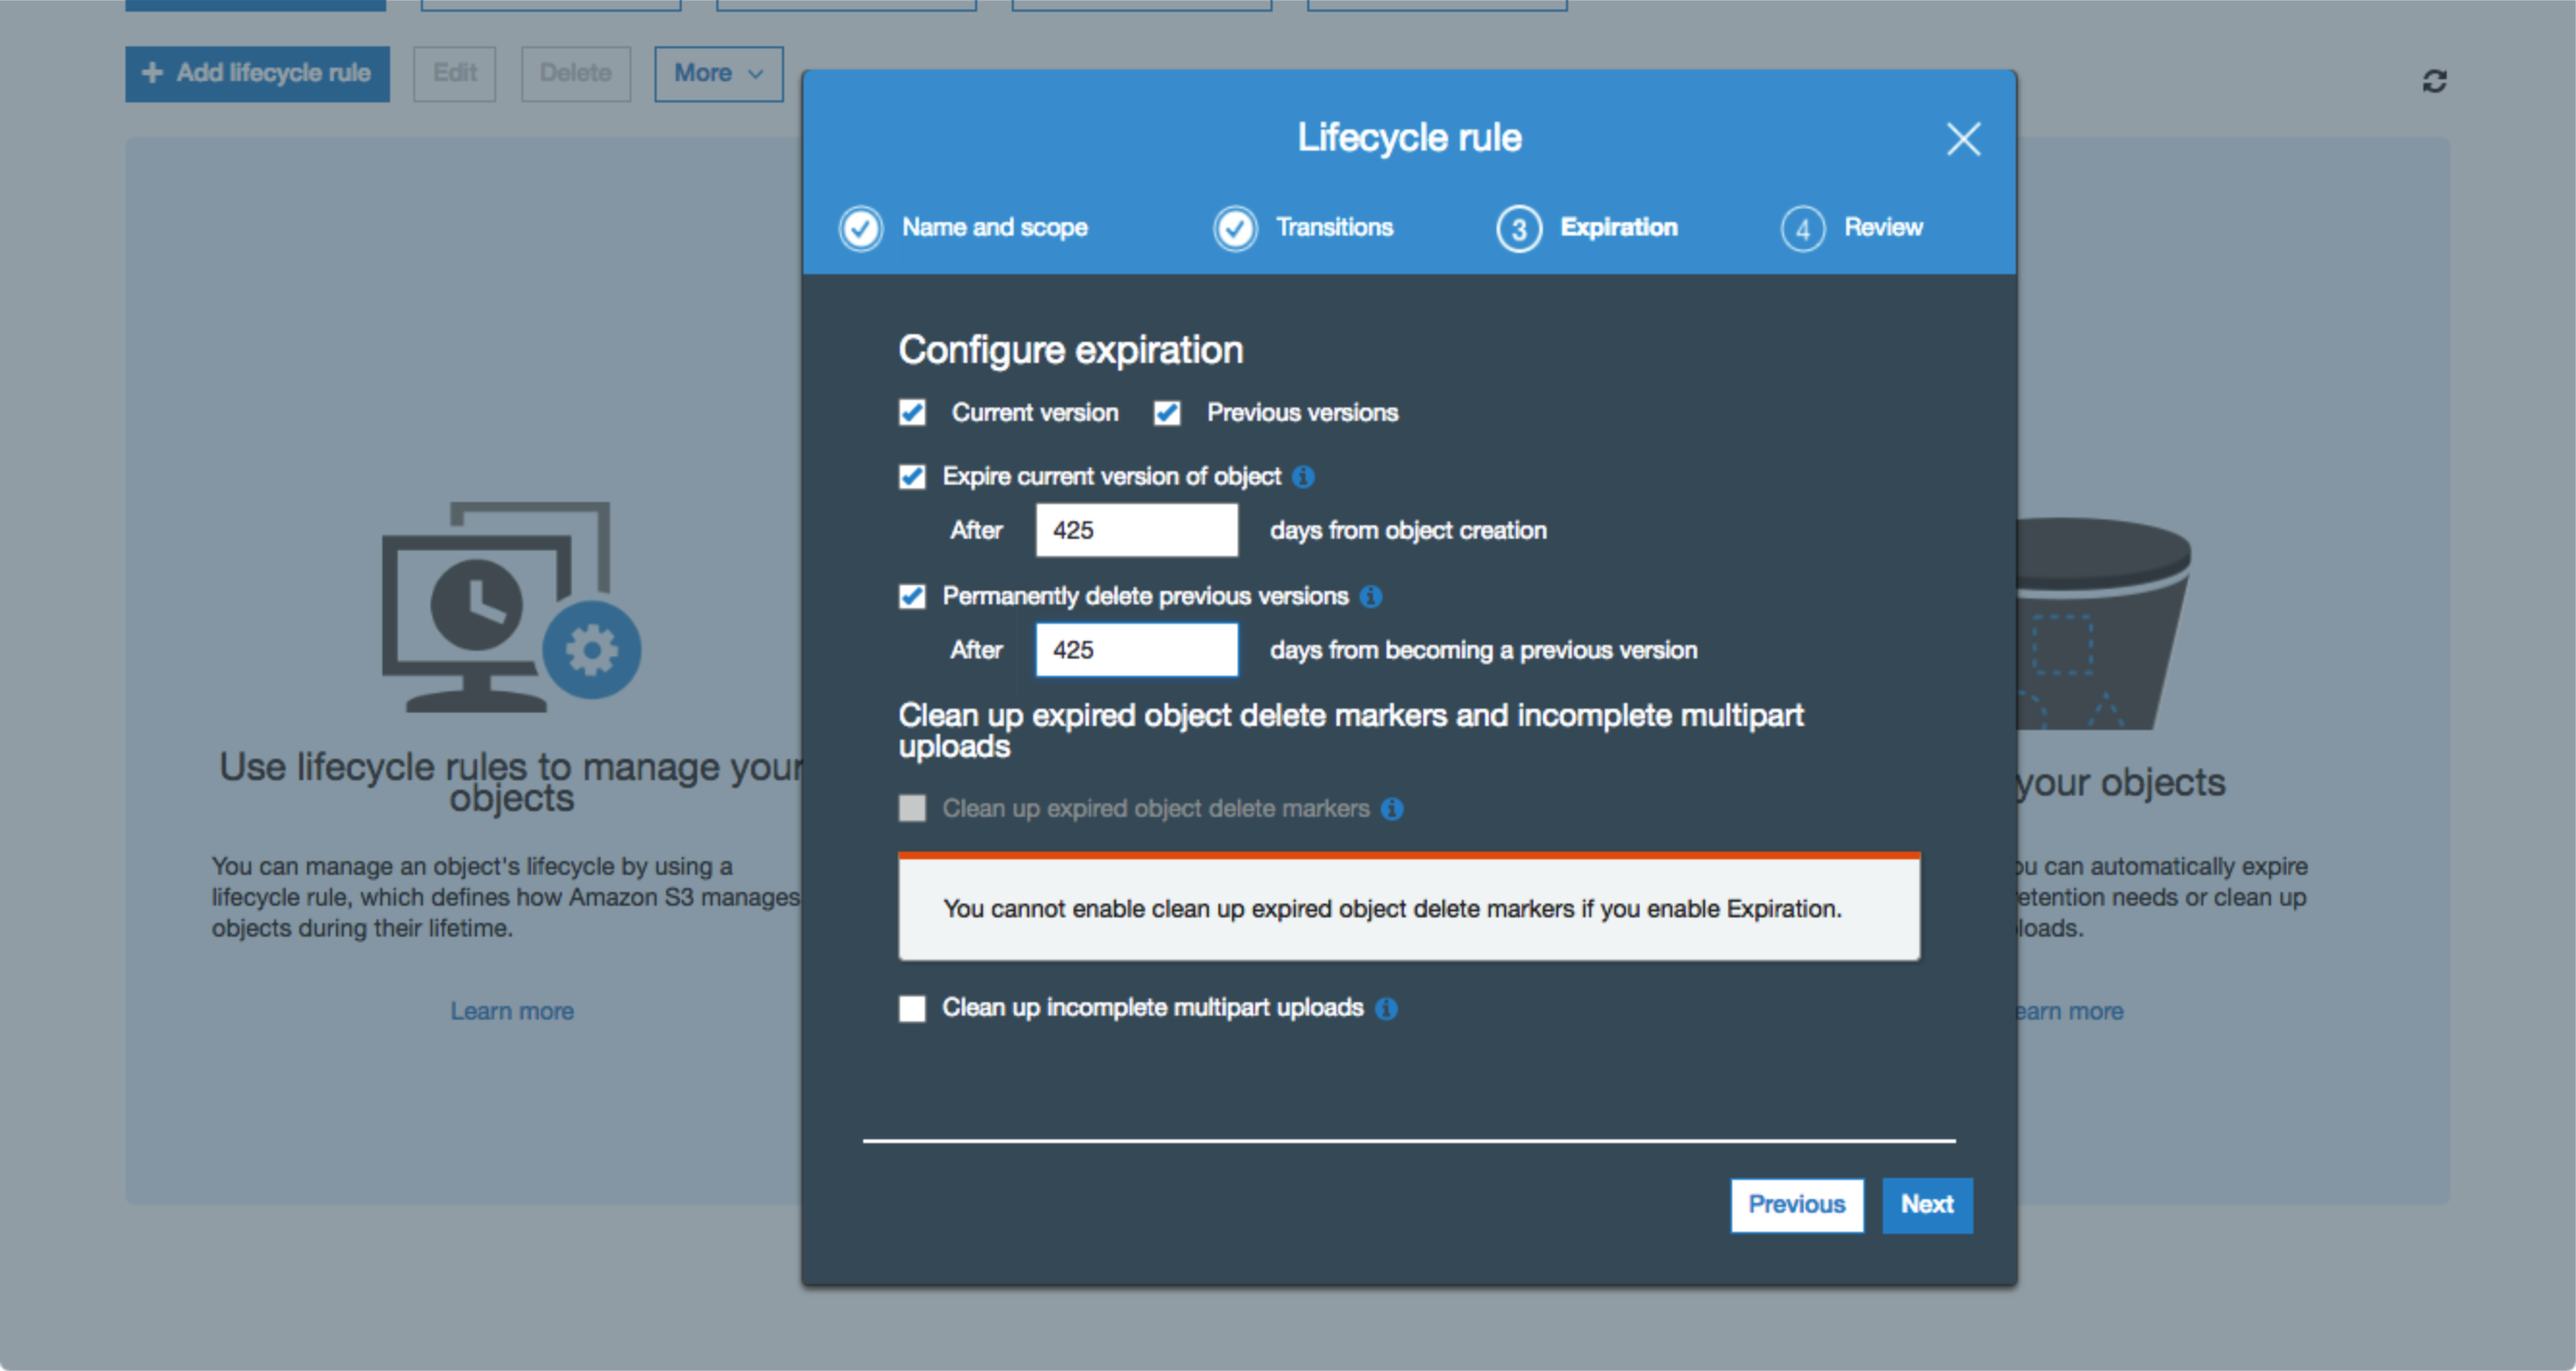 + Add lifecycle rule
Edit
Delete
More
Lifecycle rule
Name and scope
Transitions
3 Expiration
4 Review
Configure expiration
Current version
Previous versions
Expire current version of object
After 425 days from object creation
Permanently delete previous versions
After 425 days from becoming a previous version
Clean up expired object delete markers and incomplete multipart
uploads
Clean up expired object delete markers
You cannot enable clean up expired object delete markers if you enable Expiration.
Clean up incomplete multipart uploads
Previous
Next
Use lifecycle rules to manage your
objects
You can manage an object's lifecycle by using a
lifecycle rule, which defines how Amazon S3 manages
objects during their lifetime.
Learn more
your objects
can automatically expire
needs or clean up
more